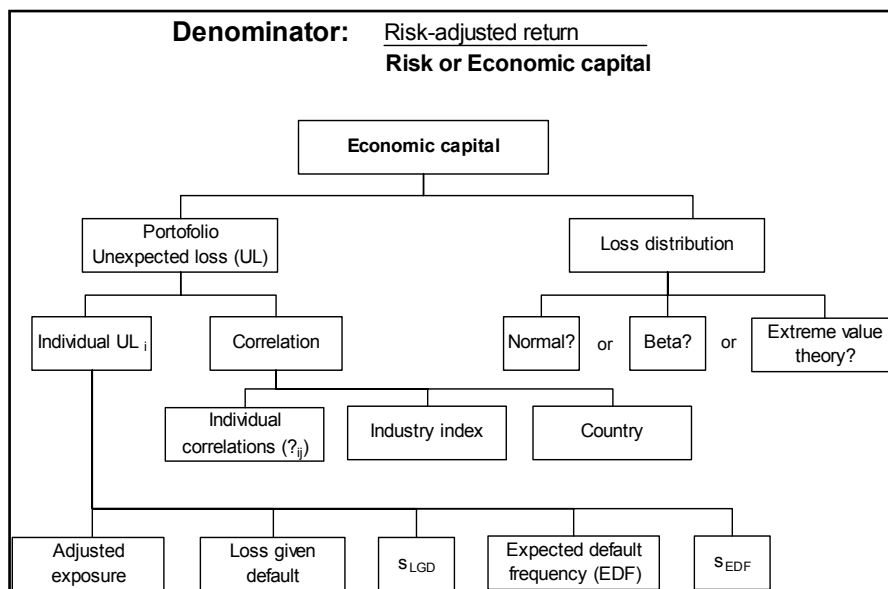 Denominator: Risk-adjusted return
Risk or Economic capital
Economic capital
Portofolio
Unexpected loss (UL)
Loss distribution
Individual UL i
Correlation
Normal? or Beta? or Extreme value
theory?
Individual
correlations (?ij)
Industry index
Country
Adjusted
exposure
Loss given
default
sLGD
Expected default
frequency (EDF)
sEDF